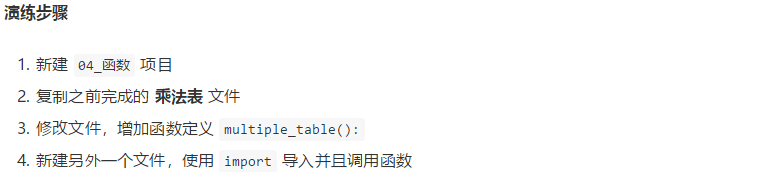 演练步骤
1. 新建 04_函数 项目
2. 复制之前完成的 乘法表 文件
3. 修改文件，增加函数定义 multiple_table():
4. 新建另外一个文件，使用 import 导入并且调用函数